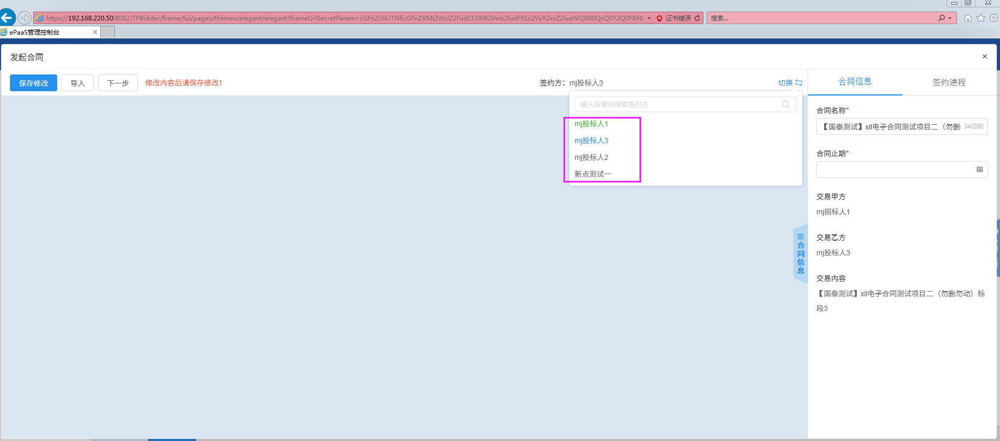 https://192.168.220.50:8082/TPBidder/frame/fui/pages/themes/elegant/elegant?frameUrlSecretParam=cGFnZUlkJTNEcGFnZXMtZWxlZ2FudCU0MGVwb2ludF91c2VyX2xvZ2luaWQlM0QzQ0Y2Q0FBNU
证书错误
搜索...
ePaaS管理控制台
发起合同
保存修改
导入
下一步
修改内容后请保存修改!
签约方: mj投标人3
切换
合同信息
签约进程
输入关键词搜索签约方
mj投标人1
mj投标人3
mj投标人2
新点测试一
合同信息
合同名称*
【国泰测试】xll电子合同测试项目二（勿删 34/200
合同止期*
交易甲方
mj招标人1
交易乙方
mj投标人3
交易内容
【国泰测试】xll电子合同测试项目二（勿删勿动）标
段3